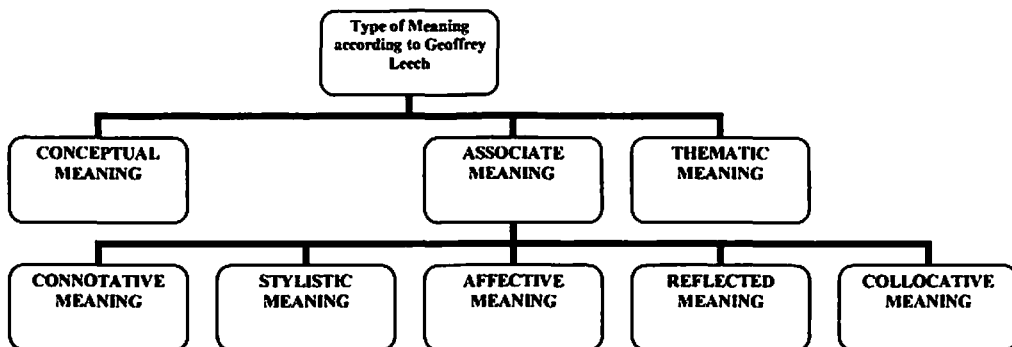 Type of Meaning
according to Geoffrey
Leech
CONCEPTUAL
MEANING
ASSOCIATE
MEANING
THEMATIC
MEANING
CONNOTATIVE
MEANING
STYLISTIC
MEANING
AFFECTIVE
MEANING
REFLECTED
MEANING
COLLOCATIVE
MEANING